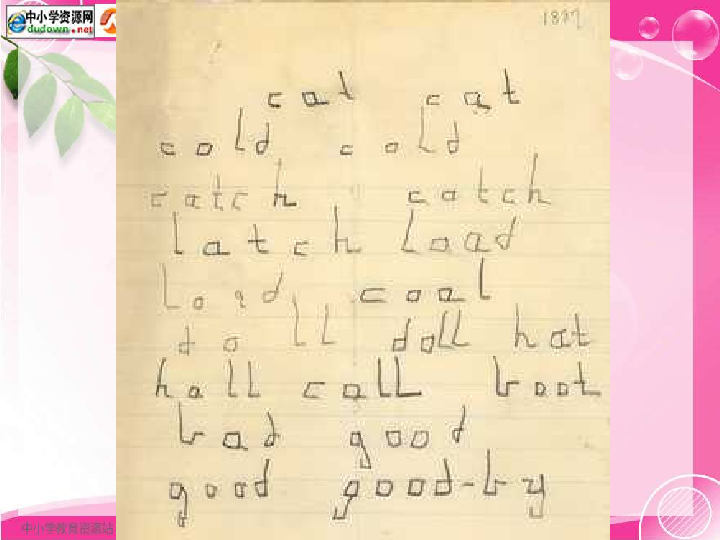 中小学资源网
edudown.net
1887
cat cat
cold cold
catch catch
latch load
load coal
doll doll hat
hall call boot
bad good
good good-by
中小学教育资源站